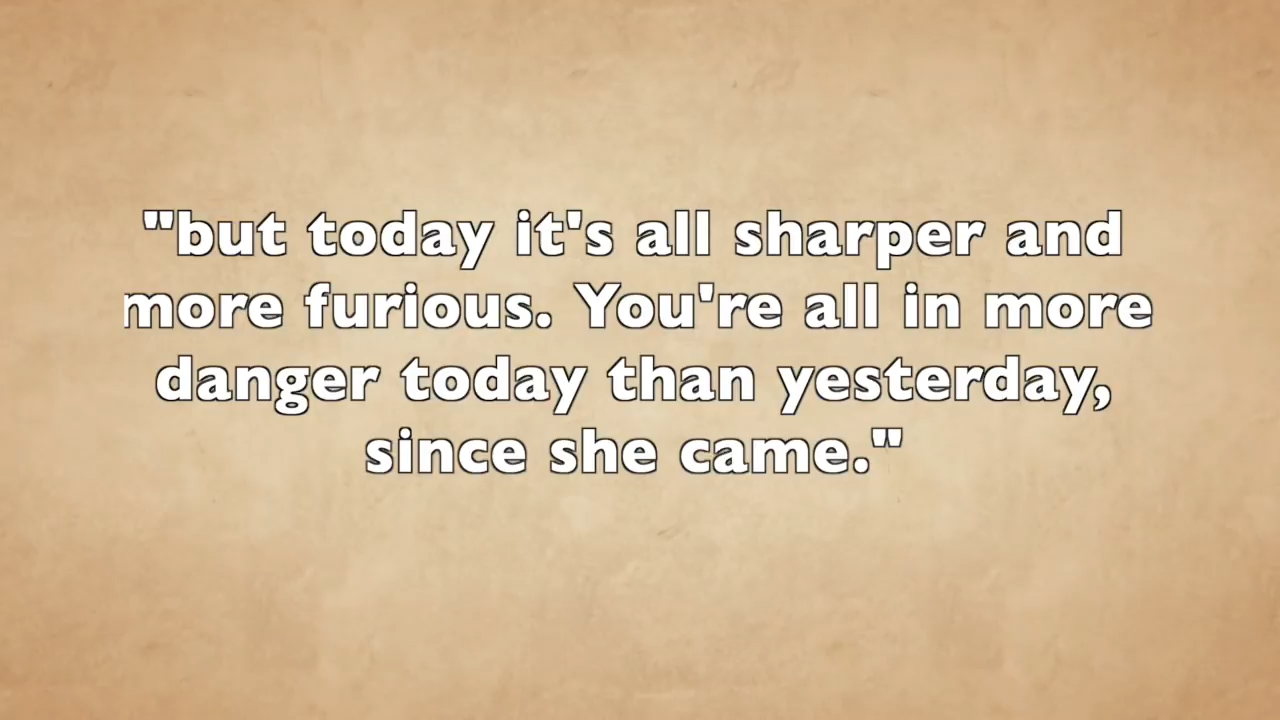 "but today it's all sharper and
more furious. You're all in more
danger today than yesterday,
since she came."